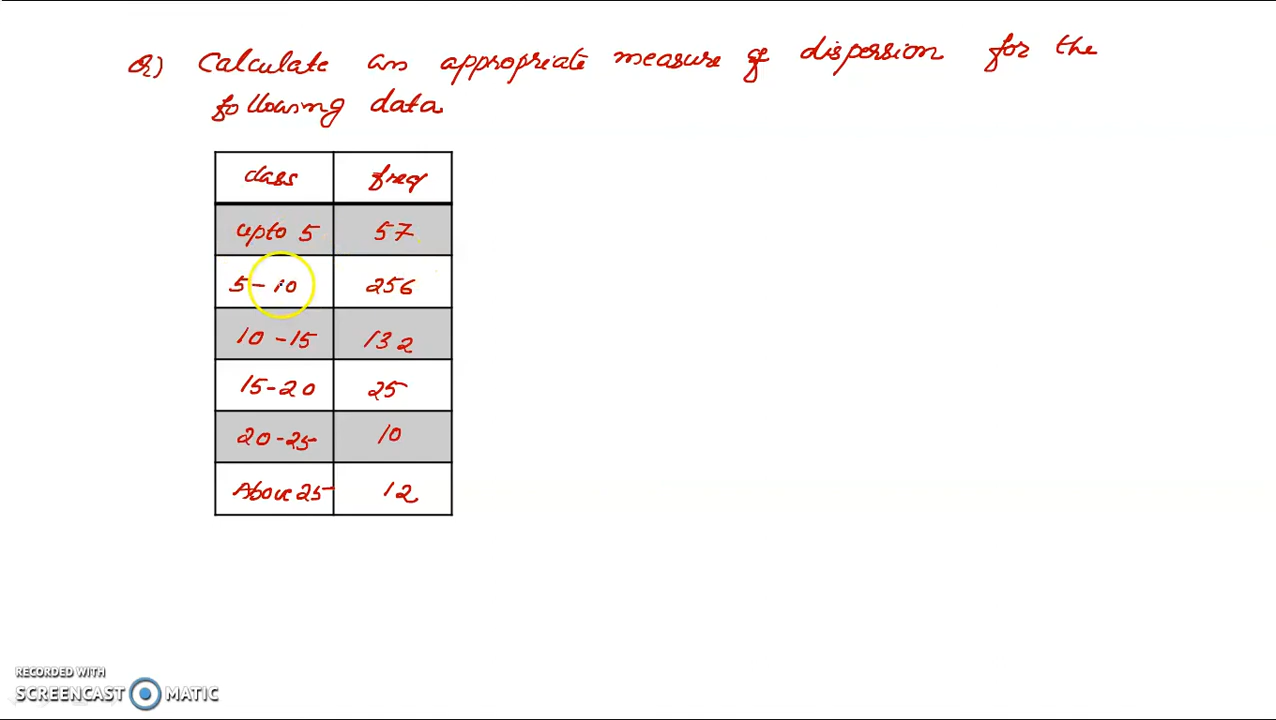 Q) Calculate an appropriate measure of dispersion for the
following data
class freq
upto 5 57
5-10 256
10-15 132
15-20 25
20-25 10
Above 25 12
RECORDED WITH
SCREENCAST MATIC